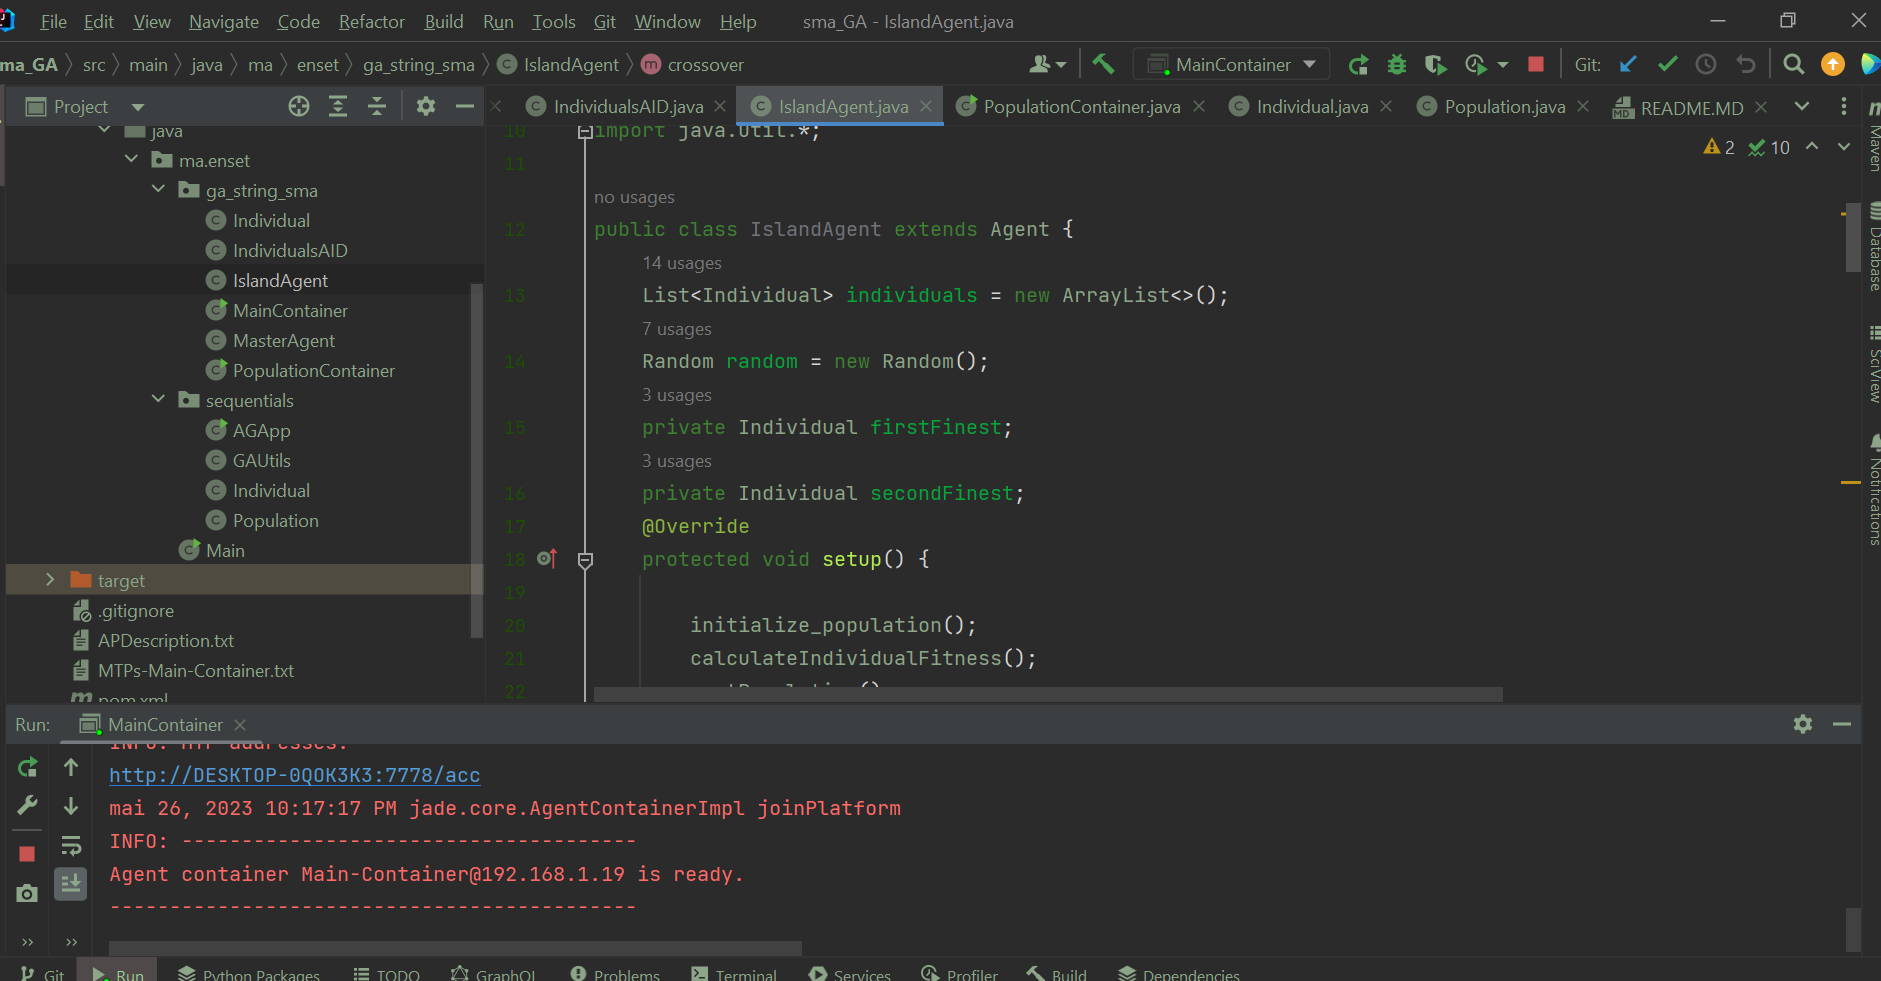 File Edit View Navigate Code Refactor Build Run Tools Git Window Help sma_GA - IslandAgent.java
ma_GA src main java ma enset ga_string_sma IslandAgent crossover MainContainer Git:
Project
IndividualsAID.java IslandAgent.java PopulationContainer.java Individual.java Population.java README.MD
java
ma.enset
ga_string_sma
Individual
IndividualsAID
IslandAgent
MainContainer
MasterAgent
PopulationContainer
sequentials
AGApp
GAUtils
Individual
Population
Main
target
.gitignore
APDescription.txt
MTPs-Main-Container.txt
pom.xml
2 10
10 import java.util.*;
11
no usages
12 public class IslandAgent extends Agent {
14 usages
13 List<Individual> individuals = new ArrayList<>();
7 usages
14 Random random = new Random();
3 usages
15 private Individual firstFinest;
3 usages
16 private Individual secondFinest;
17 @Override
18 protected void setup() {
19
20 initialize_population();
21 calculateIndividualFitness();
22
Maven
Database
SciView
Notifications
Run: MainContainer
INFO: MTP addresses:
http://DESKTOP-0QOK3K3:7778/acc
mai 26, 2023 10:17:17 PM jade.core.AgentContainerImpl joinPlatform
INFO: --------------------------------------
Agent container Main-Container@192.168.1.19 is ready.
--------------------------------------------
Git Run Python Packages TODO GraphQL Problems Terminal Services Profiler Build Dependencies